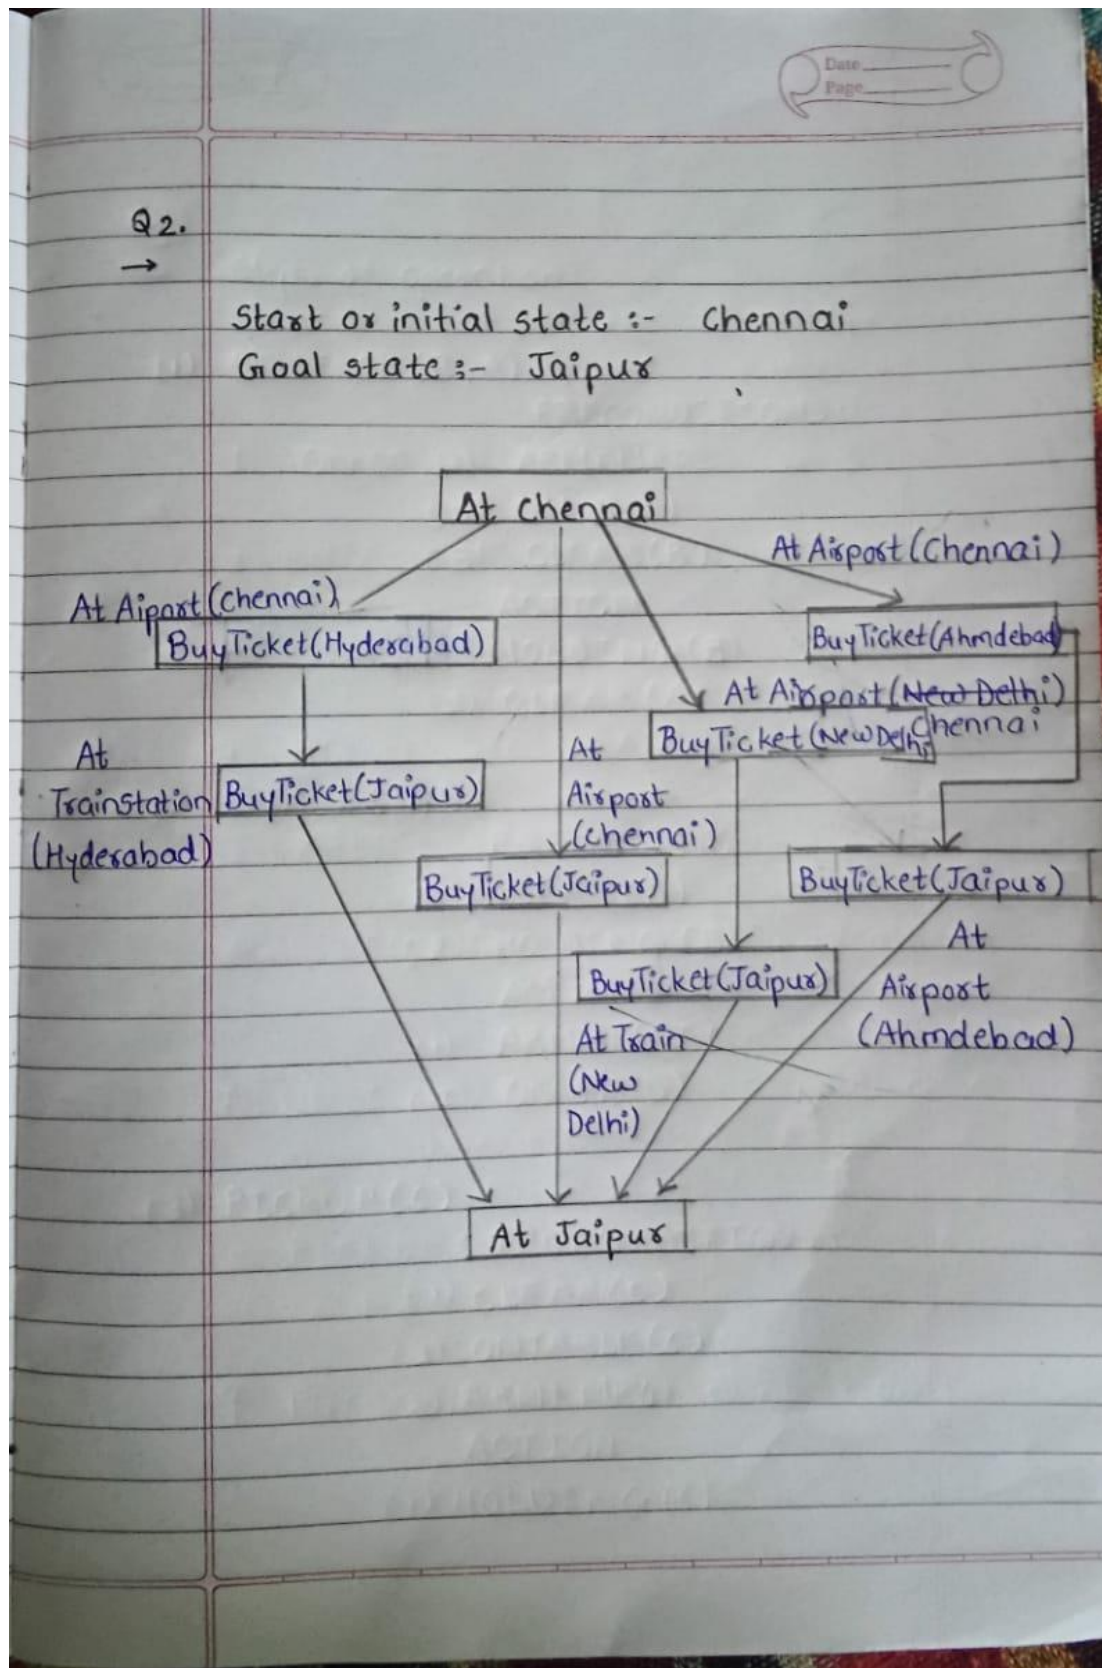 Date
Page
Q2.
→
Start or initial state :- Chennai
Goal state :- Jaipur
At Chennai
At Airport (Chennai)
At Aiport (Chennai)
BuyTicket(Hyderabad)
BuyTicket(Ahmdebad)
At Airport (New Delhi)
Chennai
BuyTicket (New Delhi)
At
Trainstation
(Hyderabad)
BuyTicket(Jaipur)
At
Airport
(Chennai)
BuyTicket(Jaipur)
BuyTicket(Jaipur)
At
Airport
(Ahmdebad)
BuyTicket(Jaipur)
At Train
(New
Delhi)
At Jaipur